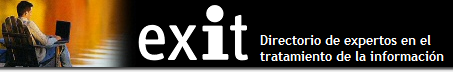 exit
Directorio de expertos en el
tratamiento de la información